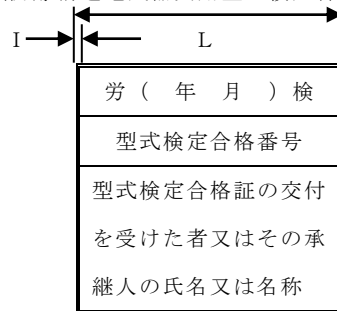 I
L
労（　年　月　）検
型式検定合格番号
型式検定合格証の交付
を受けた者又はその承
継人の氏名又は名称